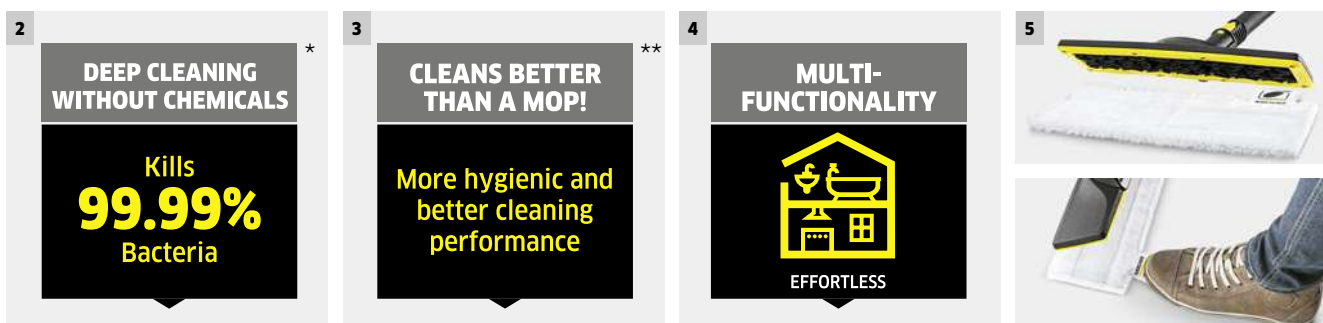 2
DEEP CLEANING
WITHOUT CHEMICALS
*
Kills
99.99%
Bacteria
3
CLEANS BETTER
THAN A MOP!
**
More hygienic and
better cleaning
performance
4
MULTI-
FUNCTIONALITY
EFFORTLESS
5